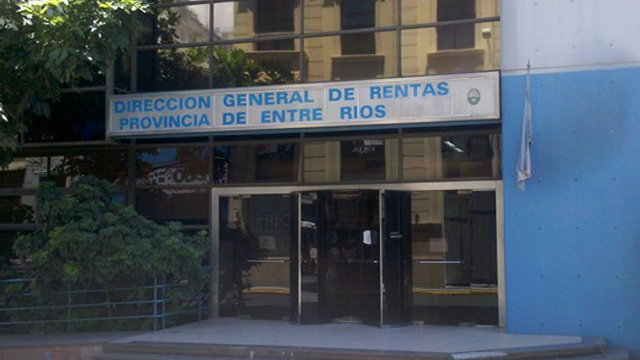 DIRECCION GENERAL DE RENTAS
PROVINCIA DE ENTRE RIOS